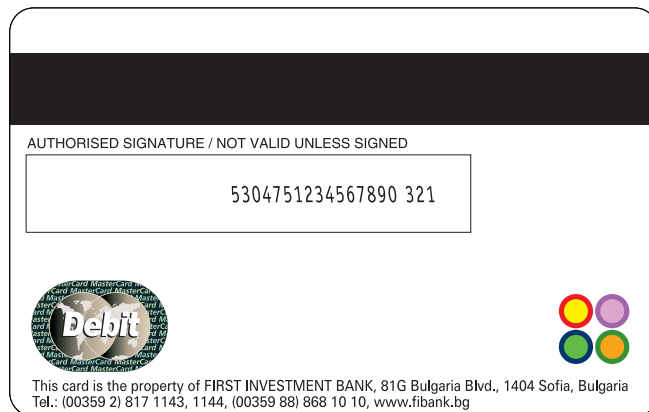 AUTHORISED SIGNATURE / NOT VALID UNLESS SIGNED
5304751234567890 321
Debit
This card is the property of FIRST INVESTMENT BANK, 81G Bulgaria Blvd., 1404 Sofia, Bulgaria
Tel.: (00359 2) 817 1143, 1144, (00359 88) 868 10 10, www.fibank.bg